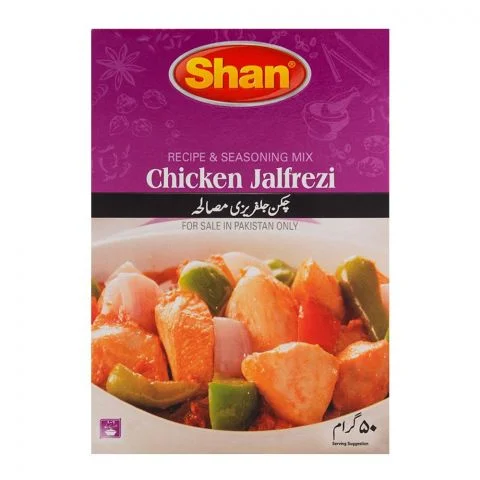 Shan®
RECIPE & SEASONING MIX
Chicken Jalfrezi
چکن جلفریزی مصالحہ
FOR SALE IN PAKISTAN ONLY
۵۰ گرام
Serving Suggestion